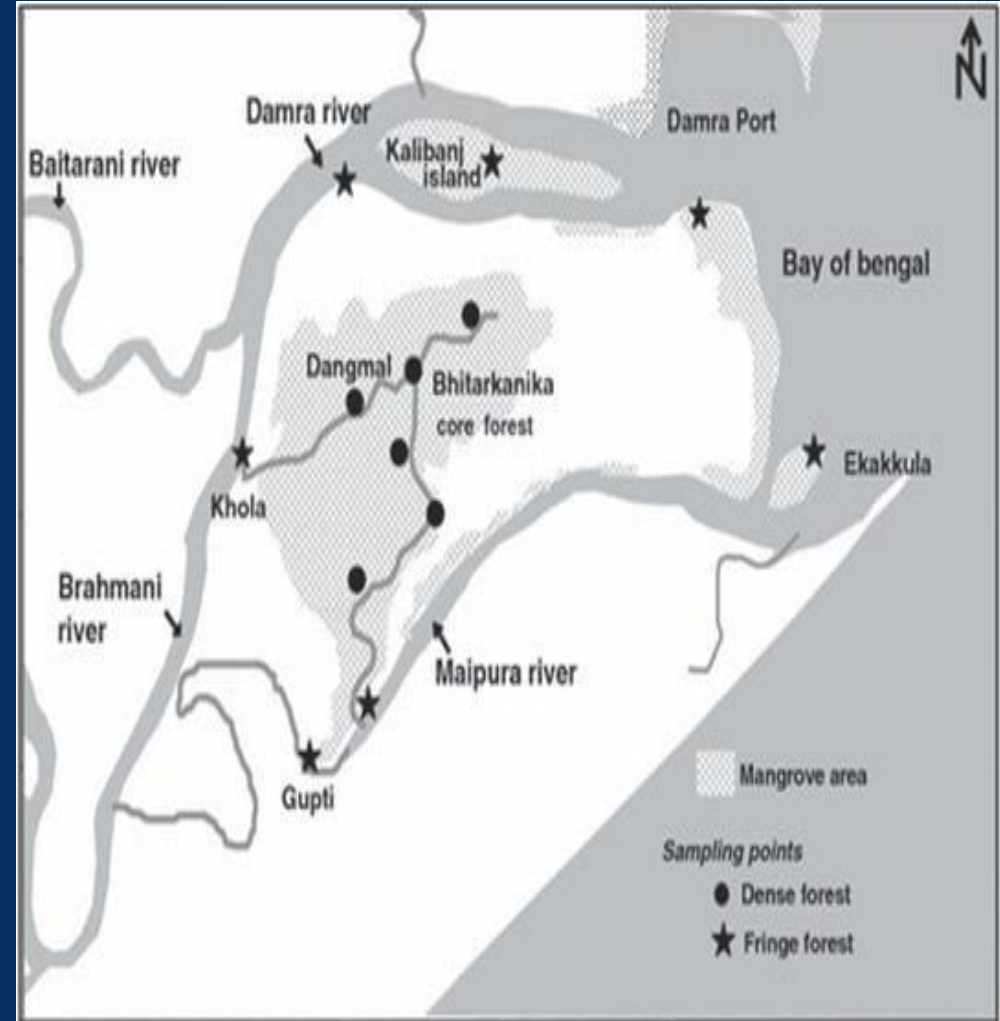 N
Damra river
Damra Port
Kalibanj
island
Baitarani river
Bay of bengal
Dangmal
Bhitarkanika
core forest
Ekakkula
Khola
Brahmani
river
Maipura river
Gupti
Mangrove area
Sampling points
Dense forest
Fringe forest